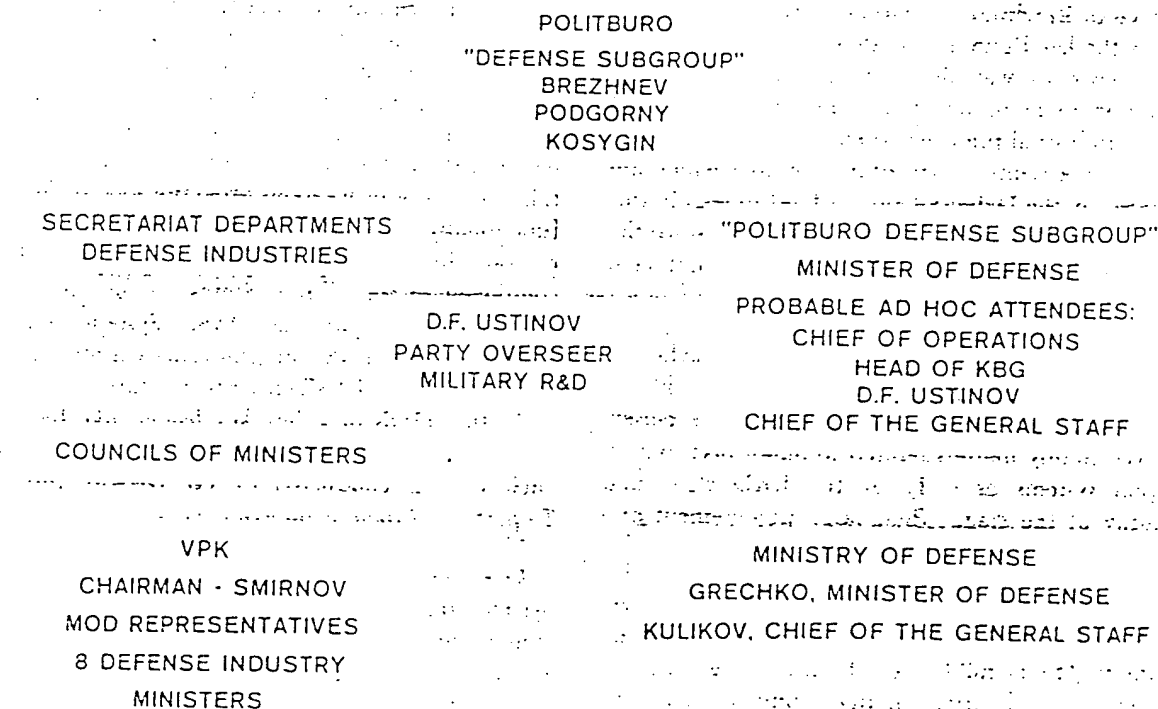 POLITBURO
"DEFENSE SUBGROUP"
BREZHNEV
PODGORNY
KOSYGIN
SECRETARIAT DEPARTMENTS
DEFENSE INDUSTRIES
"POLITBURO DEFENSE SUBGROUP"
MINISTER OF DEFENSE
PROBABLE AD HOC ATTENDEES:
CHIEF OF OPERATIONS
HEAD OF KBG
D.F. USTINOV
CHIEF OF THE GENERAL STAFF
D.F. USTINOV
PARTY OVERSEER
MILITARY R&D
COUNCILS OF MINISTERS
VPK
CHAIRMAN - SMIRNOV
MOD REPRESENTATIVES
8 DEFENSE INDUSTRY
MINISTERS
MINISTRY OF DEFENSE
GRECHKO, MINISTER OF DEFENSE
KULIKOV, CHIEF OF THE GENERAL STAFF